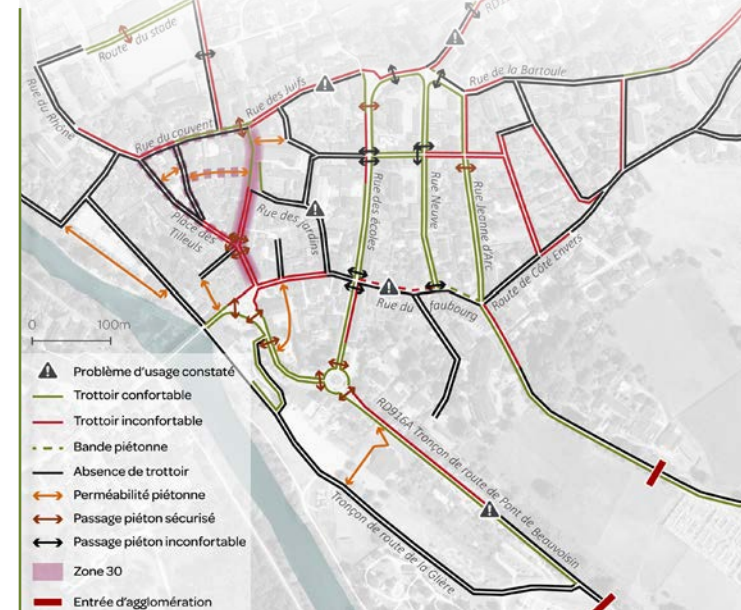 RD
Route du stade
Rue du Rhône
Rue des Juifs
Rue de la Bartoule
Rue du couvent
Place des
Tilleuls
Rue des Jardins
Rue des écoles
Rue Neuve
Rue Jeanne d'Arc
Route de Côté Envers
Rue du faubourg
RD916A Tronçon de route de Pont de Beauvoisin
Tronçon de route de la Glière
0 100m
Problème d'usage constaté
Trottoir confortable
Trottoir inconfortable
Bande piétonne
Absence de trottoir
Perméabilité piétonne
Passage piéton sécurisé
Passage piéton inconfortable
Zone 30
Entrée d'agglomération